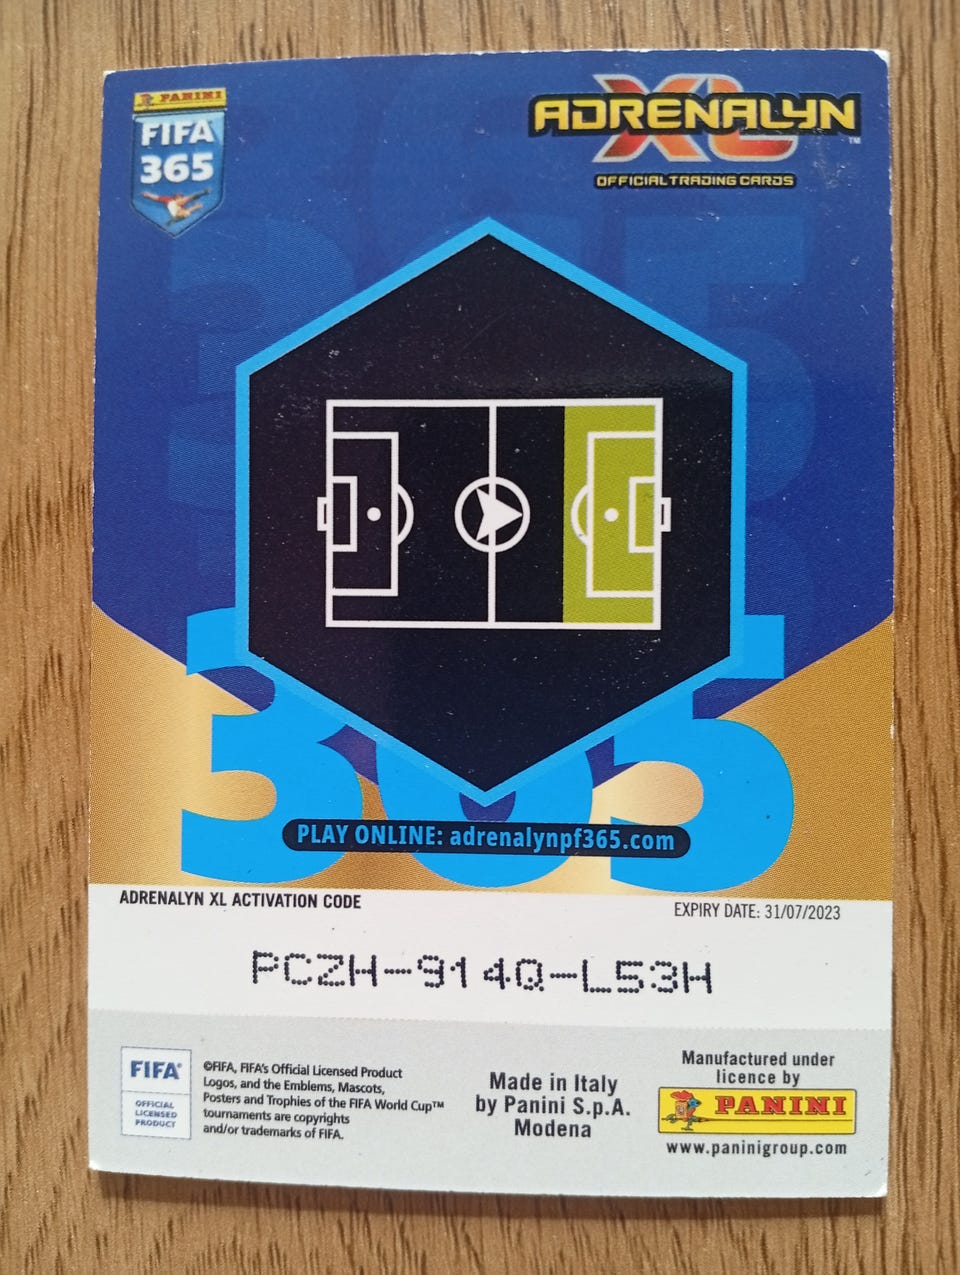 PANINI
FIFA
365
ADRENALYN
XL
™
OFFICIAL TRADING CARDS
365
PLAY ONLINE: adrenalynpf365.com
ADRENALYN XL ACTIVATION CODE
EXPIRY DATE: 31/07/2023
PCZH-914Q-L53H
FIFA®
OFFICIAL
LICENSED
PRODUCT
©FIFA, FIFA's Official Licensed Product
Logos, and the Emblems, Mascots,
Posters and Trophies of the FIFA World Cup™
tournaments are copyrights
and/or trademarks of FIFA.
Made in Italy
by Panini S.p.A.
Modena
Manufactured under
licence by
PANINI
www.paninigroup.com